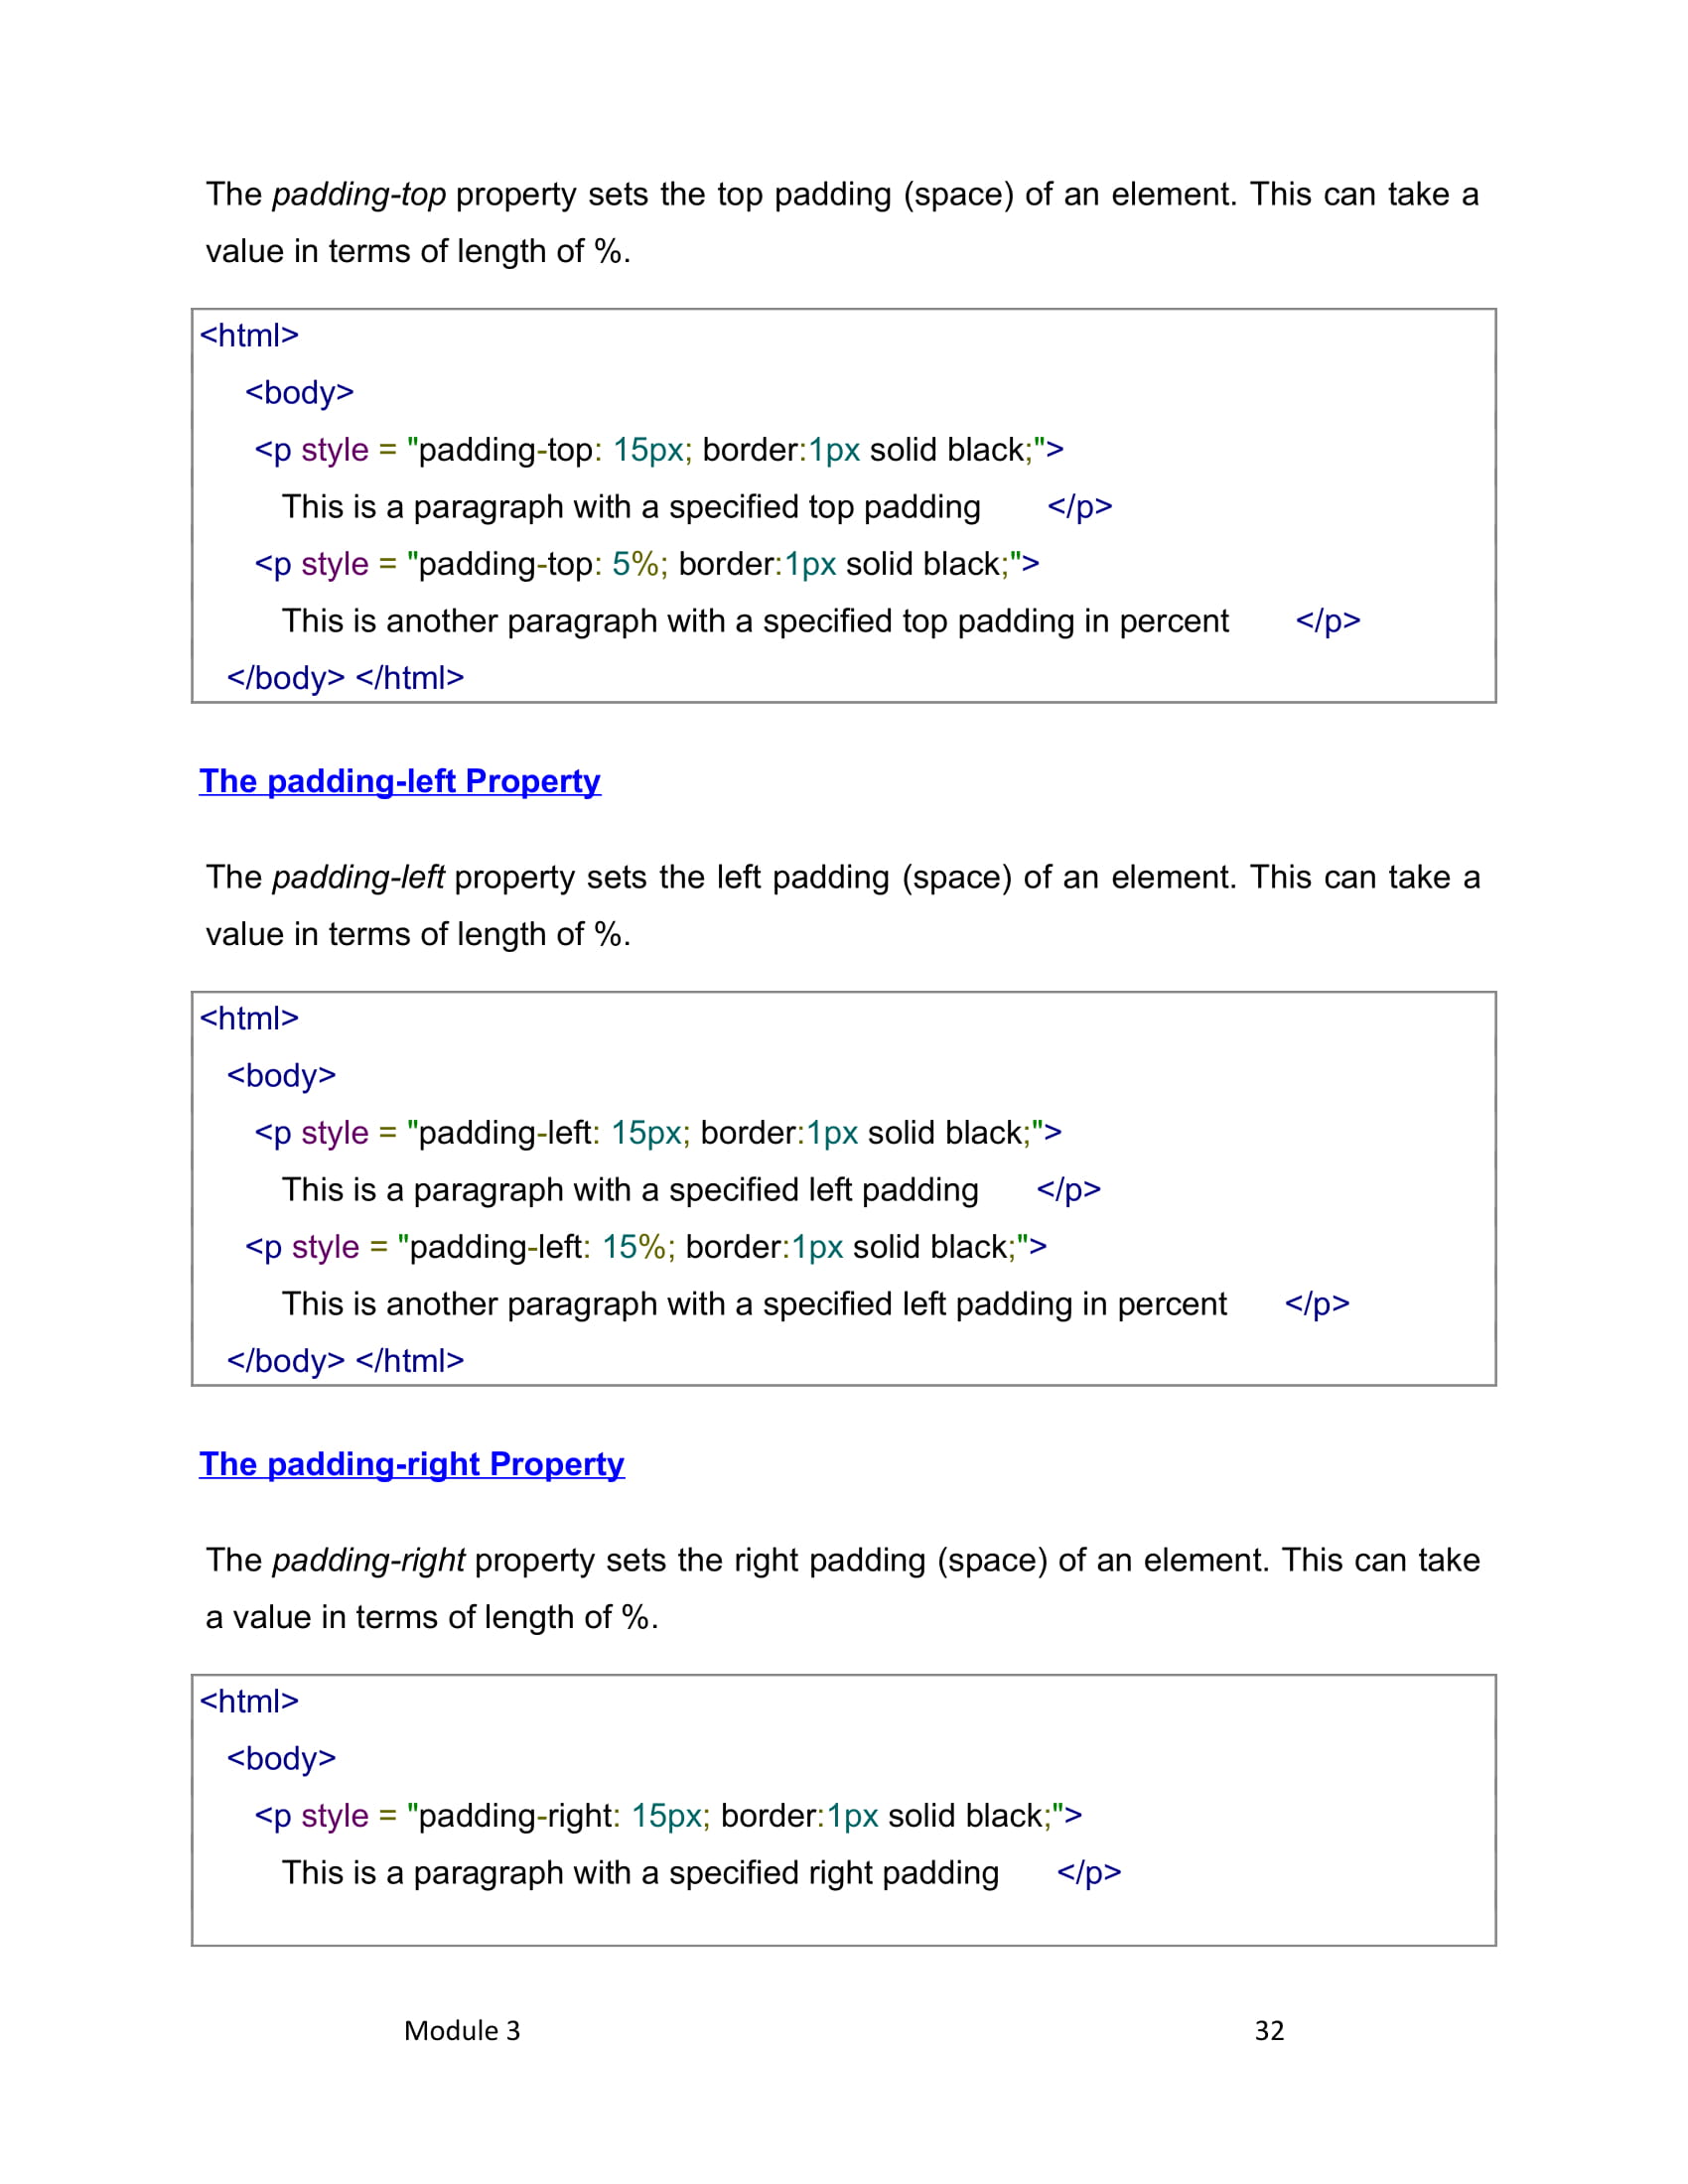 The padding-top property sets the top padding (space) of an element. This can take a
value in terms of length of %.
<html>
<body>
<p style = "padding-top: 15px; border:1px solid black;">
This is a paragraph with a specified top padding </p>
<p style = "padding-top: 5%; border:1px solid black;">
This is another paragraph with a specified top padding in percent </p>
</body> </html>
The padding-left Property
The padding-left property sets the left padding (space) of an element. This can take a
value in terms of length of %.
<html>
<body>
<p style = "padding-left: 15px; border:1px solid black;">
This is a paragraph with a specified left padding </p>
<p style = "padding-left: 15%; border:1px solid black;">
This is another paragraph with a specified left padding in percent </p>
</body> </html>
The padding-right Property
The padding-right property sets the right padding (space) of an element. This can take
a value in terms of length of %.
<html>
<body>
<p style = "padding-right: 15px; border:1px solid black;">
This is a paragraph with a specified right padding </p>
Module 3 32